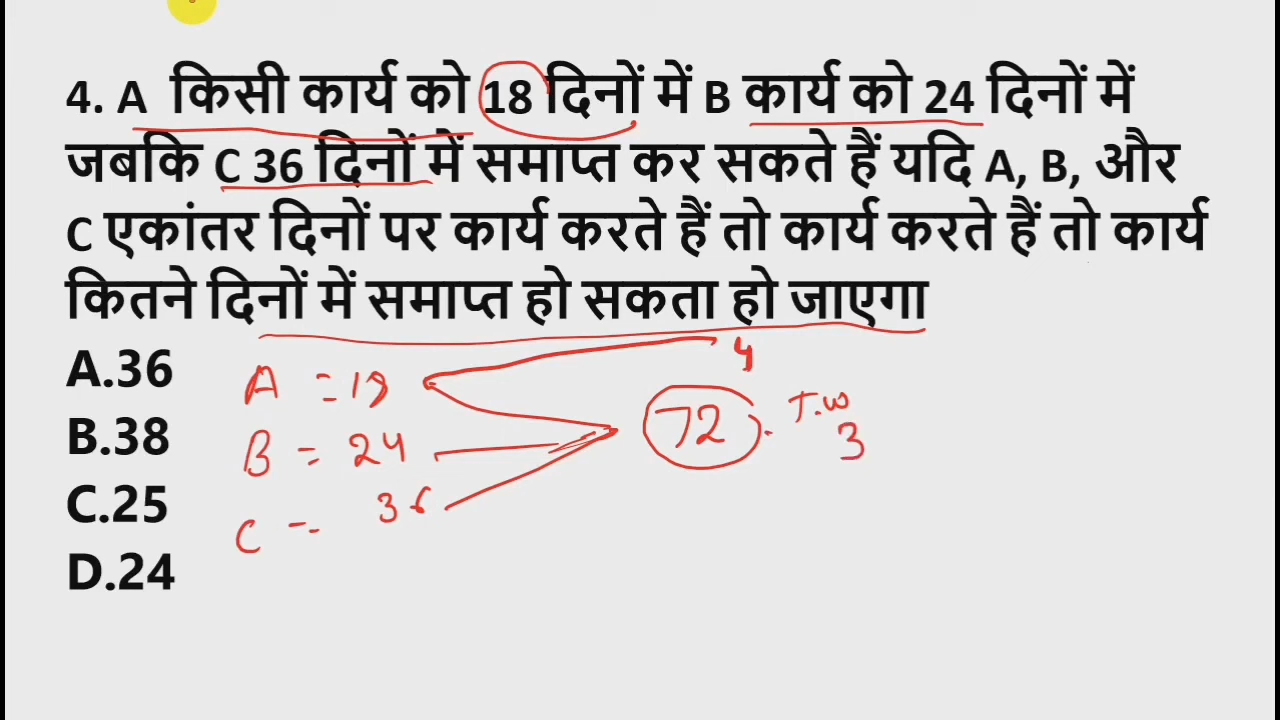 4. A किसी कार्य को 18 दिनों में B कार्य को 24 दिनों में
जबकि C 36 दिनों में समाप्त कर सकते हैं यदि A, B, और
C एकांतर दिनों पर कार्य करते हैं तो कार्य करते हैं तो कार्य
कितने दिनों में समाप्त हो सकता हो जाएगा
A.36
B.38
C.25
D.24
4
A = 18
72 T.W
B = 24
3
C = 36